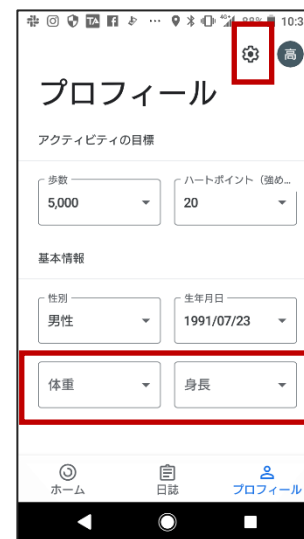 88% 10:3
高
プロフィール
アクティビティの目標
歩数 ハートポイント（強め…
5,000 20
基本情報
性別 生年月日
男性 1991/07/23
体重 身長
ホーム 日誌 プロフィール